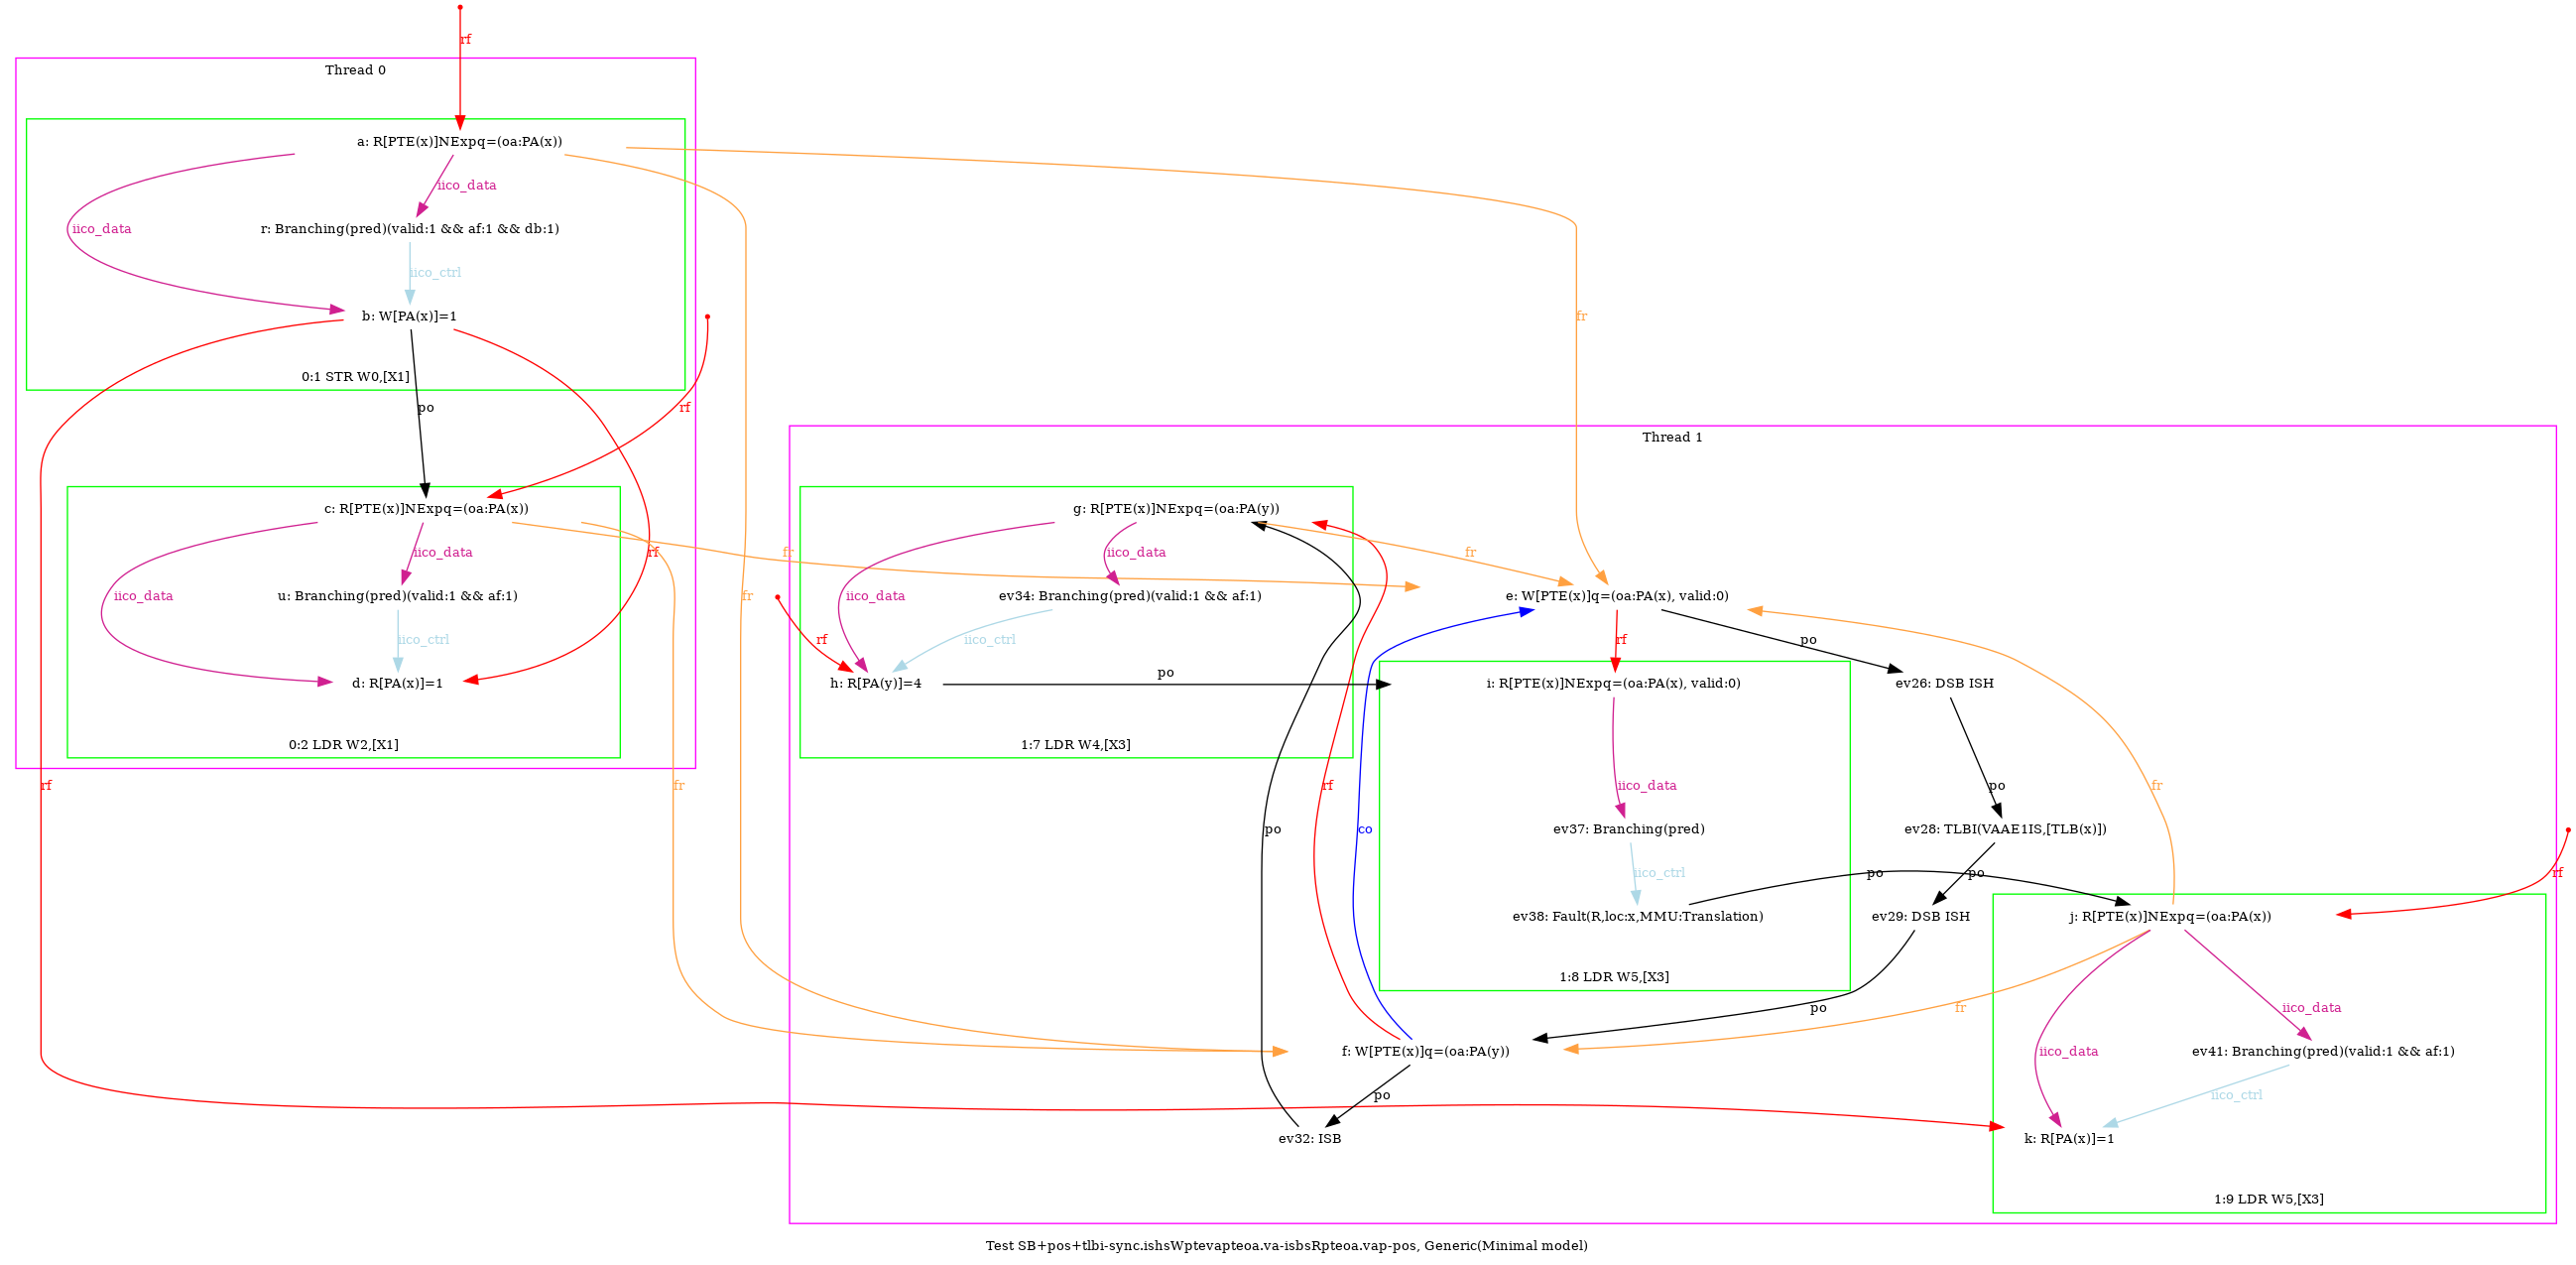 rf
Thread 0
a: R[PTE(x)]NExpq=(oa:PA(x))
iico_data
iico_data
r: Branching(pred)(valid:1 && af:1 && db:1)
iico_ctrl
b: W[PA(x)]=1
fr
0:1 STR W0,[X1]
po
rf
Thread 1
c: R[PTE(x)]NExpq=(oa:PA(x))
g: R[PTE(x)]NExpq=(oa:PA(y))
iico_data
rf
fr
iico_data
fr
iico_data
u: Branching(pred)(valid:1 && af:1)
fr
iico_data
ev34: Branching(pred)(valid:1 && af:1)
e: W[PTE(x)]q=(oa:PA(x), valid:0)
iico_ctrl
rf
iico_ctrl
rf
po
d: R[PA(x)]=1
h: R[PA(y)]=4
po
i: R[PTE(x)]NExpq=(oa:PA(x), valid:0)
ev26: DSB ISH
0:2 LDR W2,[X1]
1:7 LDR W4,[X3]
rf
fr
rf
iico_data
po
fr
po
co
ev37: Branching(pred)
ev28: TLBI(VAAE1IS,[TLB(x)])
iico_ctrl
po
po
rf
ev38: Fault(R,loc:x,MMU:Translation)
ev29: DSB ISH
j: R[PTE(x)]NExpq=(oa:PA(x))
1:8 LDR W5,[X3]
po
fr
iico_data
f: W[PTE(x)]q=(oa:PA(y))
iico_data
ev41: Branching(pred)(valid:1 && af:1)
po
iico_ctrl
ev32: ISB
k: R[PA(x)]=1
1:9 LDR W5,[X3]
Test SB+pos+tlbi-sync.ishsWptevapteoa.va-isbsRpteoa.vap-pos, Generic(Minimal model)